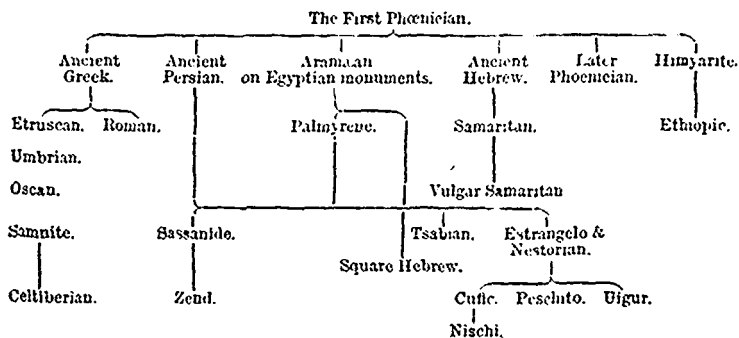 The First Phœnician.
Ancient Greek.
Ancient Persian.
Aramæan on Egyptian monuments.
Ancient Hebrew.
Later Phoenician.
Himyarite.
Etruscan. Roman. Palmyrene. Samaritan. Ethiopic.
Umbrian.
Oscan. Vulgar Samaritan
Samnite. Sassanide. Tsabian. Estrangelo &
Nestorian.
Square Hebrew.
Celtiberian. Zend. Cufic. Peschito. Uigur.
Nischi.